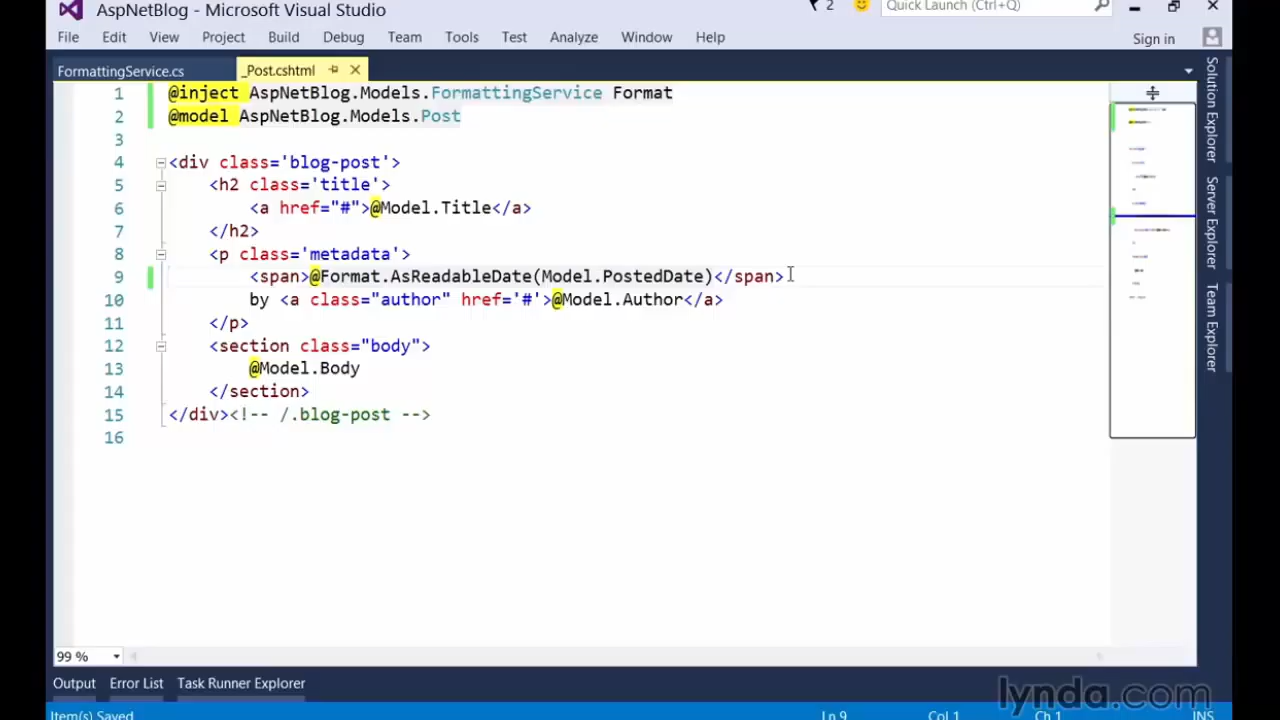 AspNetBlog - Microsoft Visual Studio
2
Quick Launch (Ctrl+Q)
File Edit View Project Build Debug Team Tools Test Analyze Window Help
Sign in
FormattingService.cs
_Post.cshtml
1 @inject AspNetBlog.Models.FormattingService Format
2 @model AspNetBlog.Models.Post
3
4 <div class='blog-post'>
5 <h2 class='title'>
6 <a href="#">@Model.Title</a>
7 </h2>
8 <p class='metadata'>
9 <span>@Format.AsReadableDate(Model.PostedDate)</span>
10 by <a class="author" href='#'>@Model.Author</a>
11 </p>
12 <section class="body">
13 @Model.Body
14 </section>
15 </div><!-- /.blog-post -->
16
Solution Explorer
Server Explorer
Team Explorer
99 %
Output Error List Task Runner Explorer
lynda.com
Item(s) Saved Ln 9 Col 1 Ch 1 INS